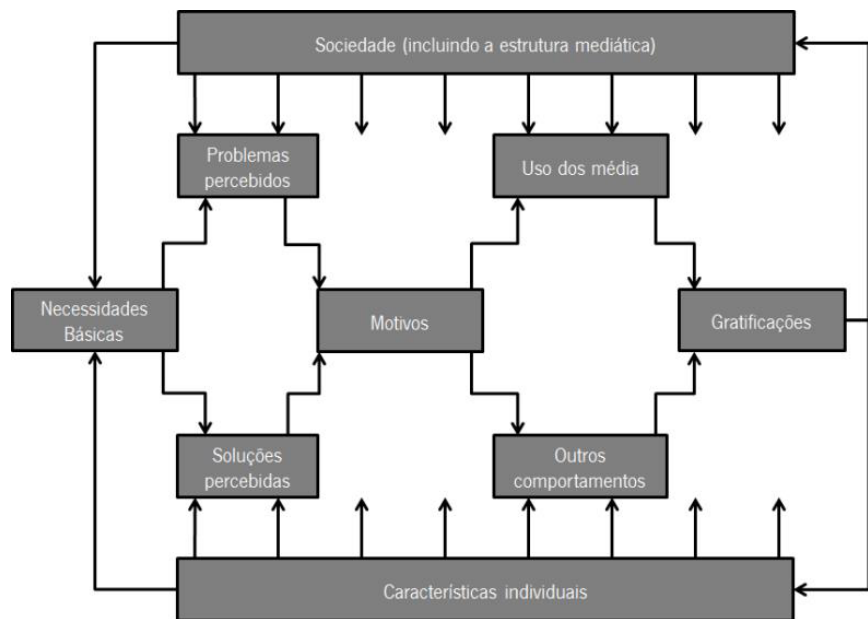 Sociedade (incluindo a estrutura mediática)
Problemas
percebidos
Uso dos média
Necessidades
Básicas
Motivos
Gratificações
Soluções
percebidas
Outros
comportamentos
Características individuais